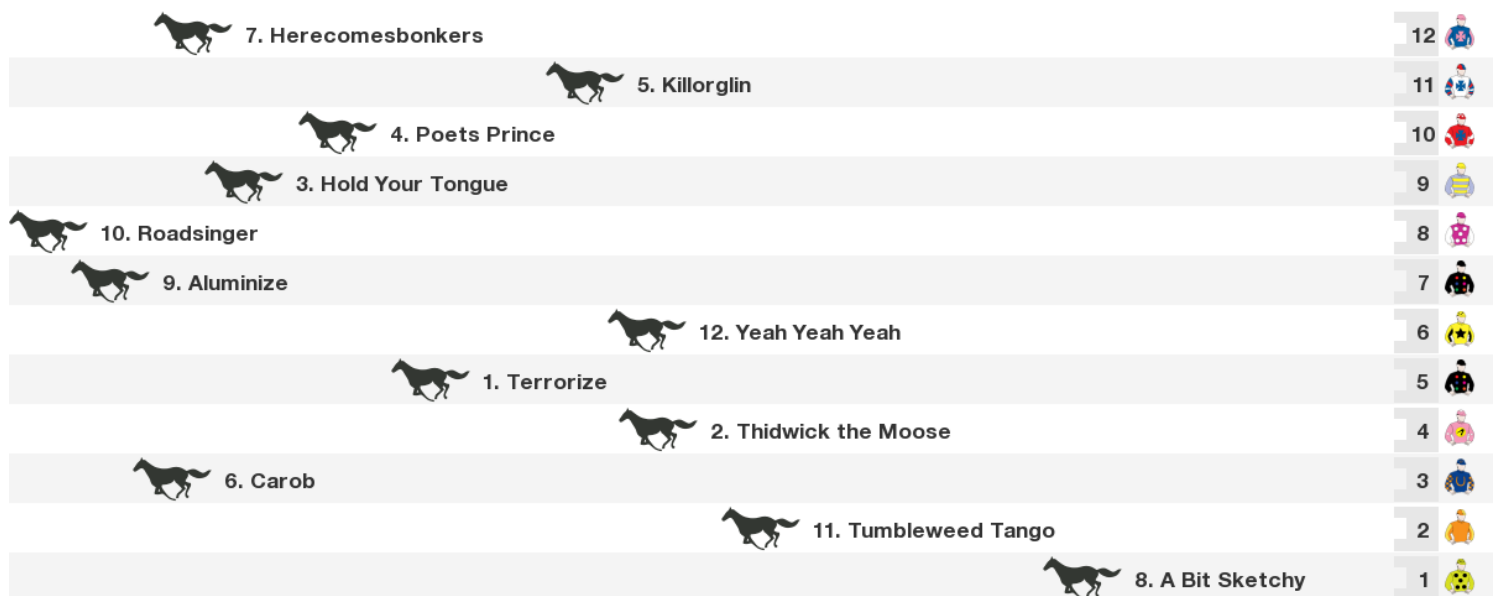 7. Herecomesbonkers 12
5. Killorglin 11
4. Poets Prince 10
3. Hold Your Tongue 9
10. Roadsinger 8
9. Aluminize 7
12. Yeah Yeah Yeah 6
1. Terrorize 5
2. Thidwick the Moose 4
6. Carob 3
11. Tumbleweed Tango 2
8. A Bit Sketchy 1